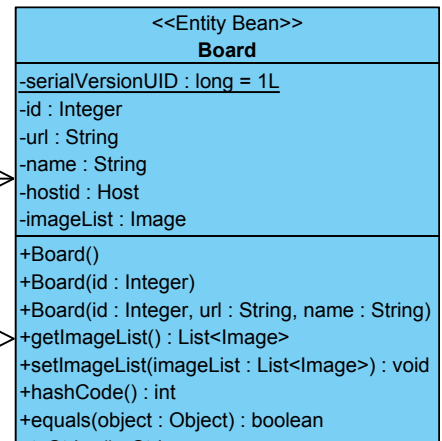 <<Entity Bean>>
Board
-serialVersionUID : long = 1L
-id : Integer
-url : String
-name : String
-hostid : Host
-imageList : Image
+Board()
+Board(id : Integer)
+Board(id : Integer, url : String, name : String)
+getImageList() : List<Image>
+setImageList(imageList : List<Image>) : void
+hashCode() : int
+equals(object : Object) : boolean